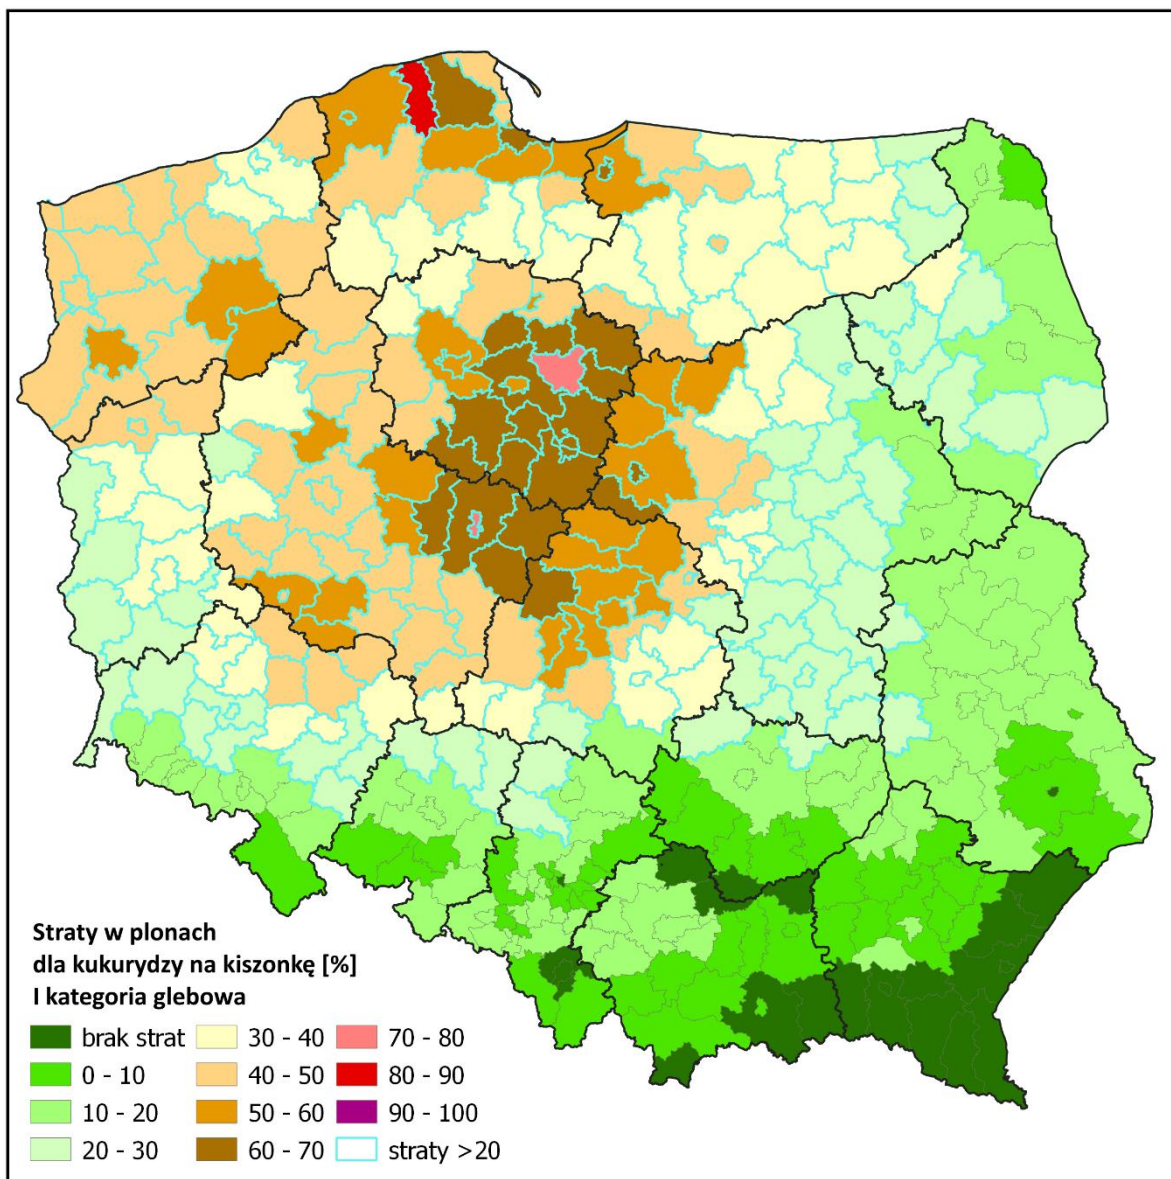 Straty w plonach
dla kukurydzy na kiszonkę [%]
I kategoria glebowa
brak strat
0 - 10
10 - 20
20 - 30
30 - 40
40 - 50
50 - 60
60 - 70
70 - 80
80 - 90
90 - 100
straty >20